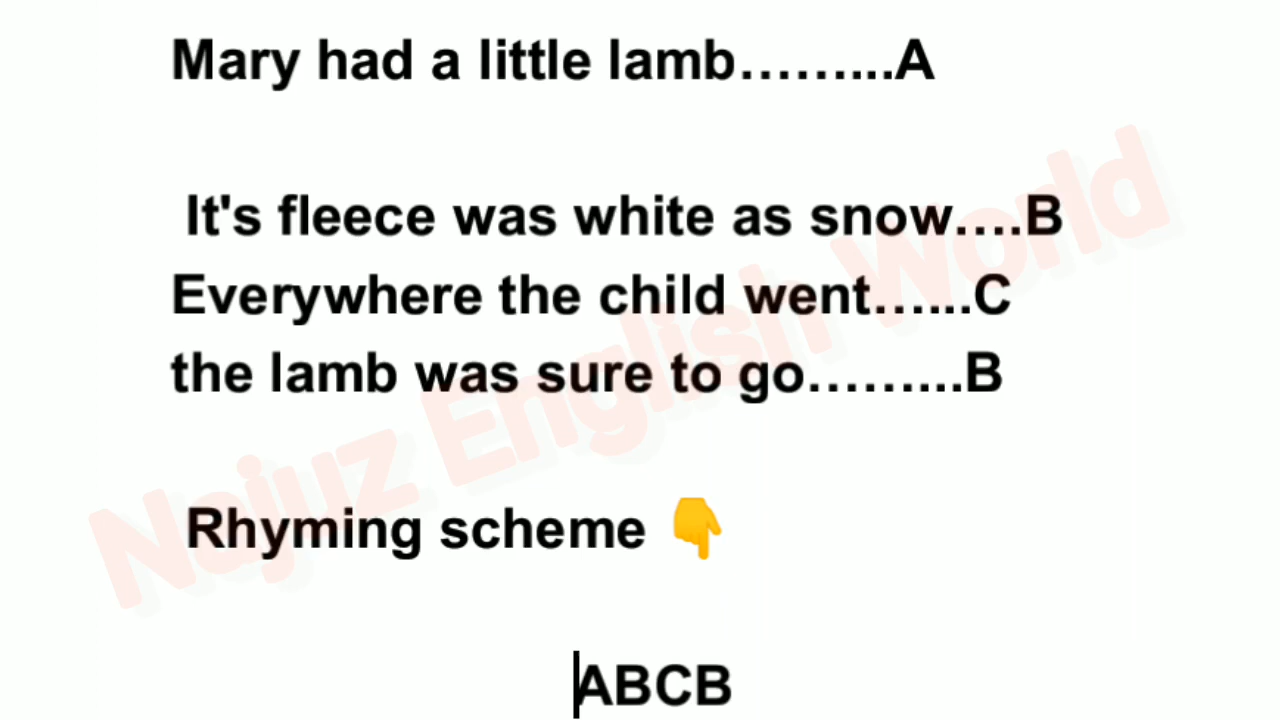 Mary had a little lamb………...A
It's fleece was white as snow….B
Everywhere the child went…...C
the lamb was sure to go………...B
Rhyming scheme 👇
ABCB
Najuz English World